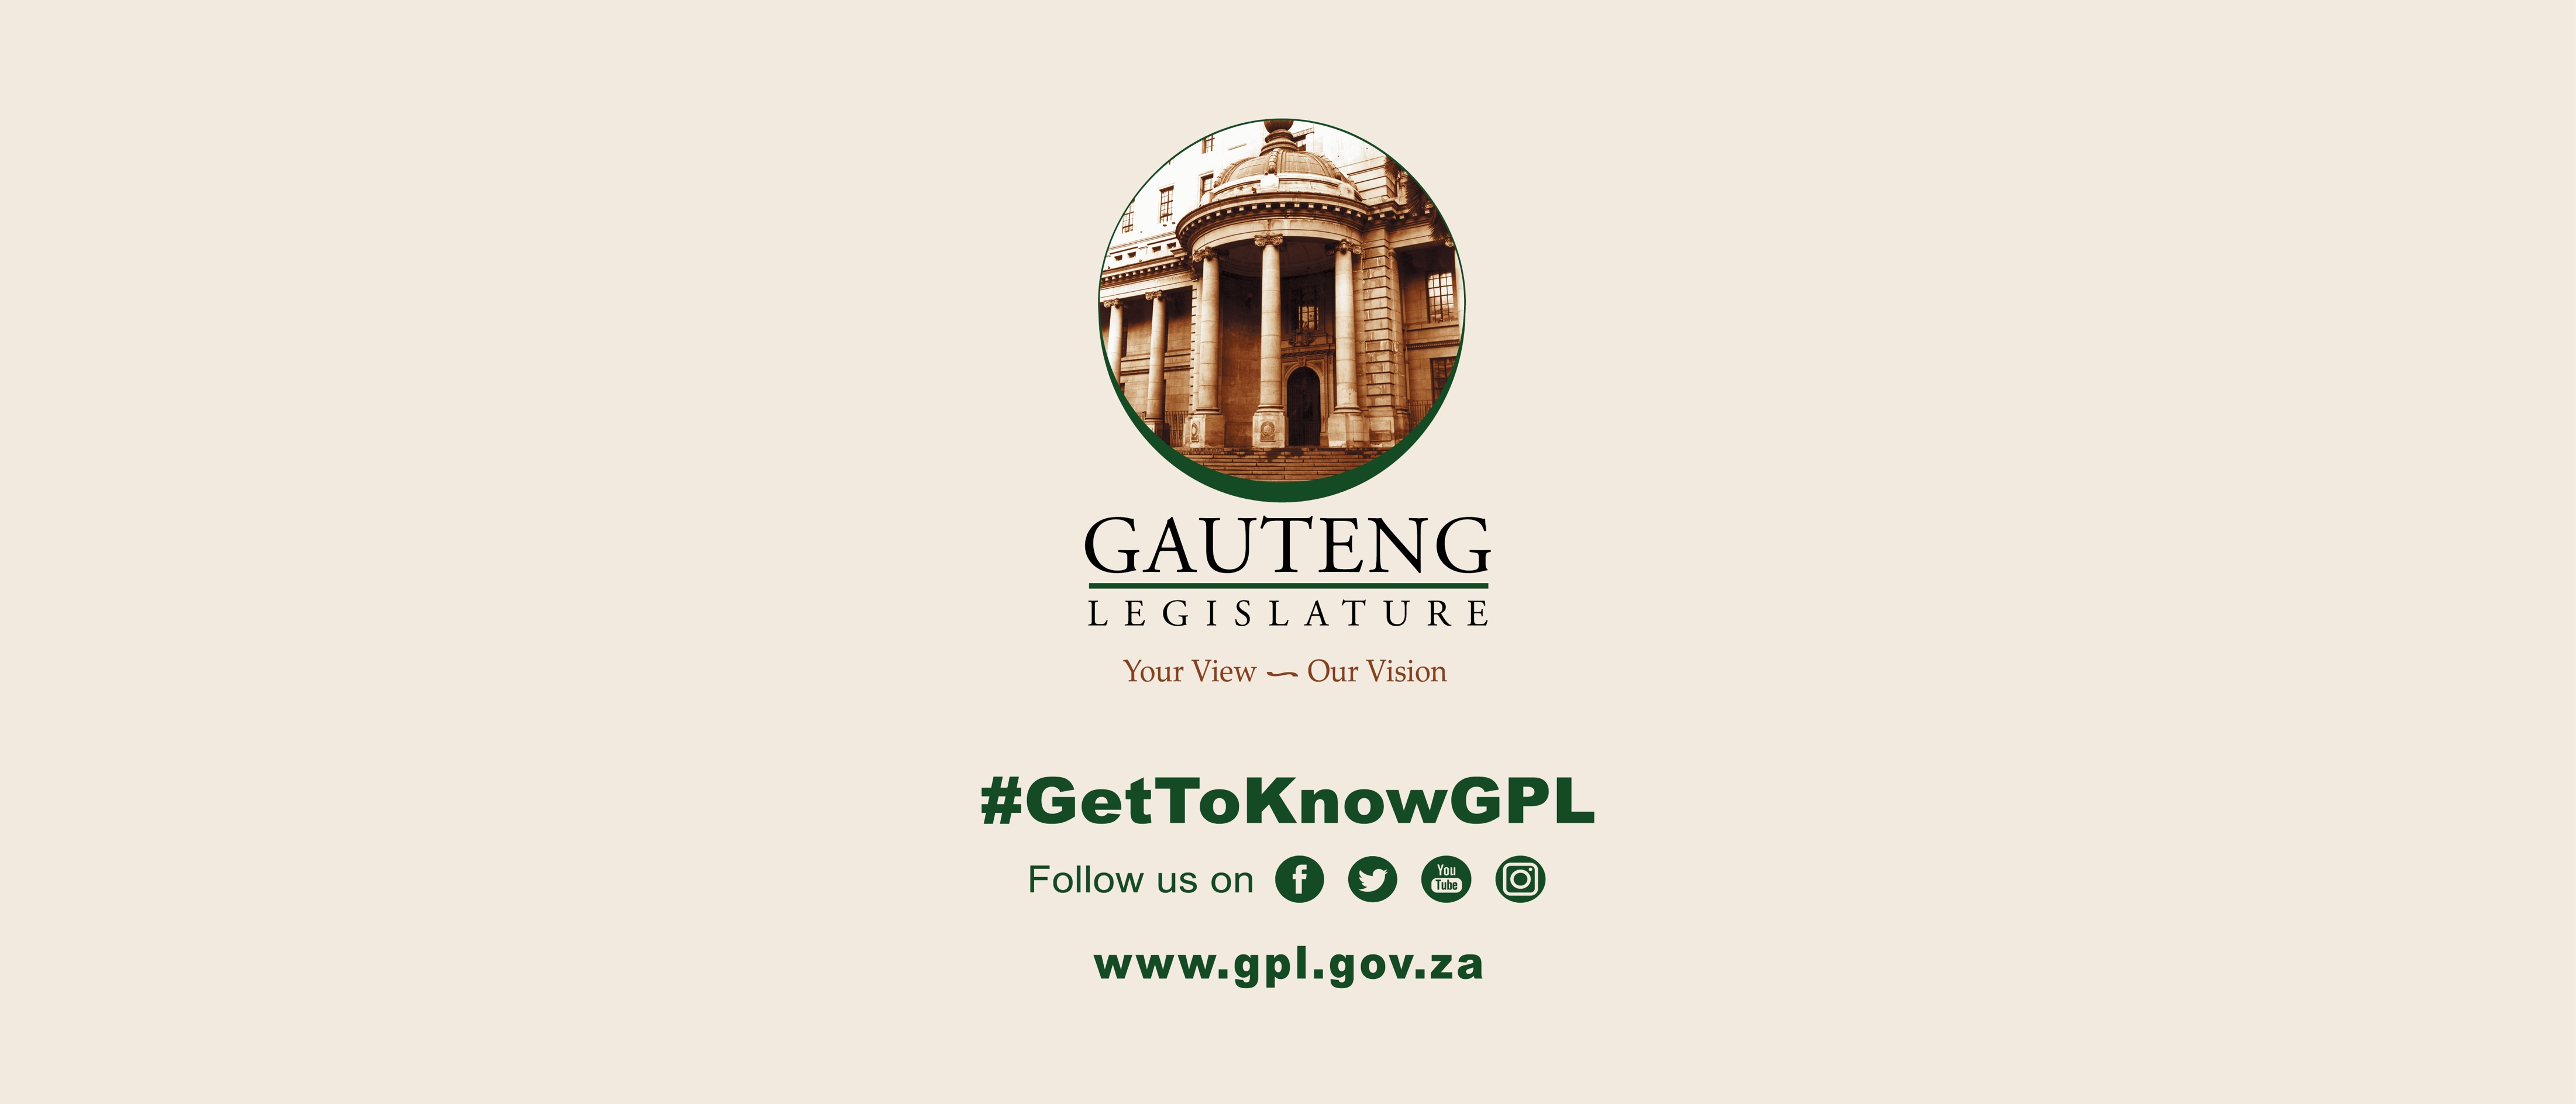 GAUTENG
LEGISLATURE
Your View ~ Our Vision
#GetToKnowGPL
Follow us on f You Tube
www.gpl.gov.za